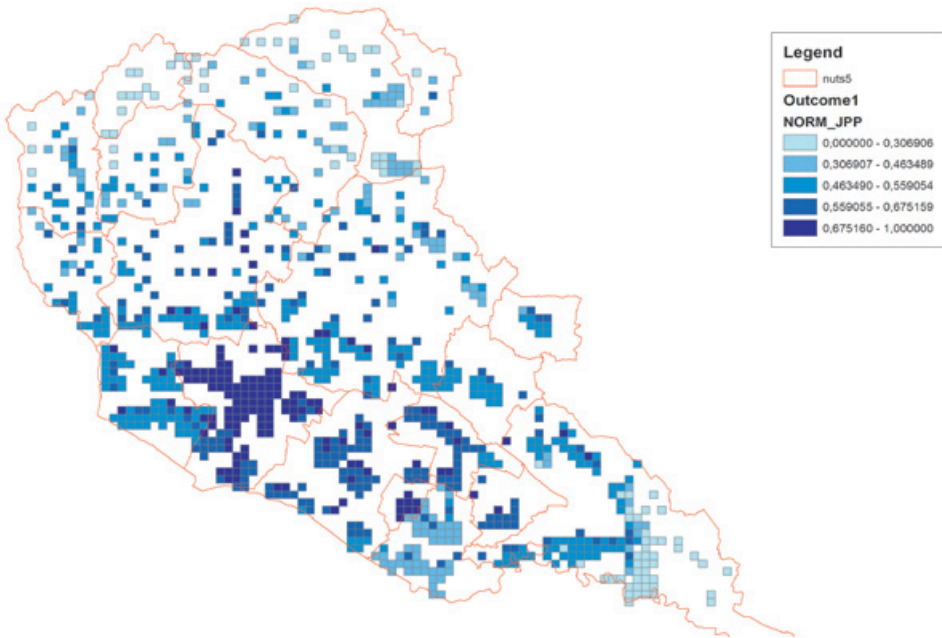 Legend
nuts5
Outcome1
NORM_JPP
0,000000 - 0,306906
0,306907 - 0,463489
0,463490 - 0,559054
0,559055 - 0,675159
0,675160 - 1,000000